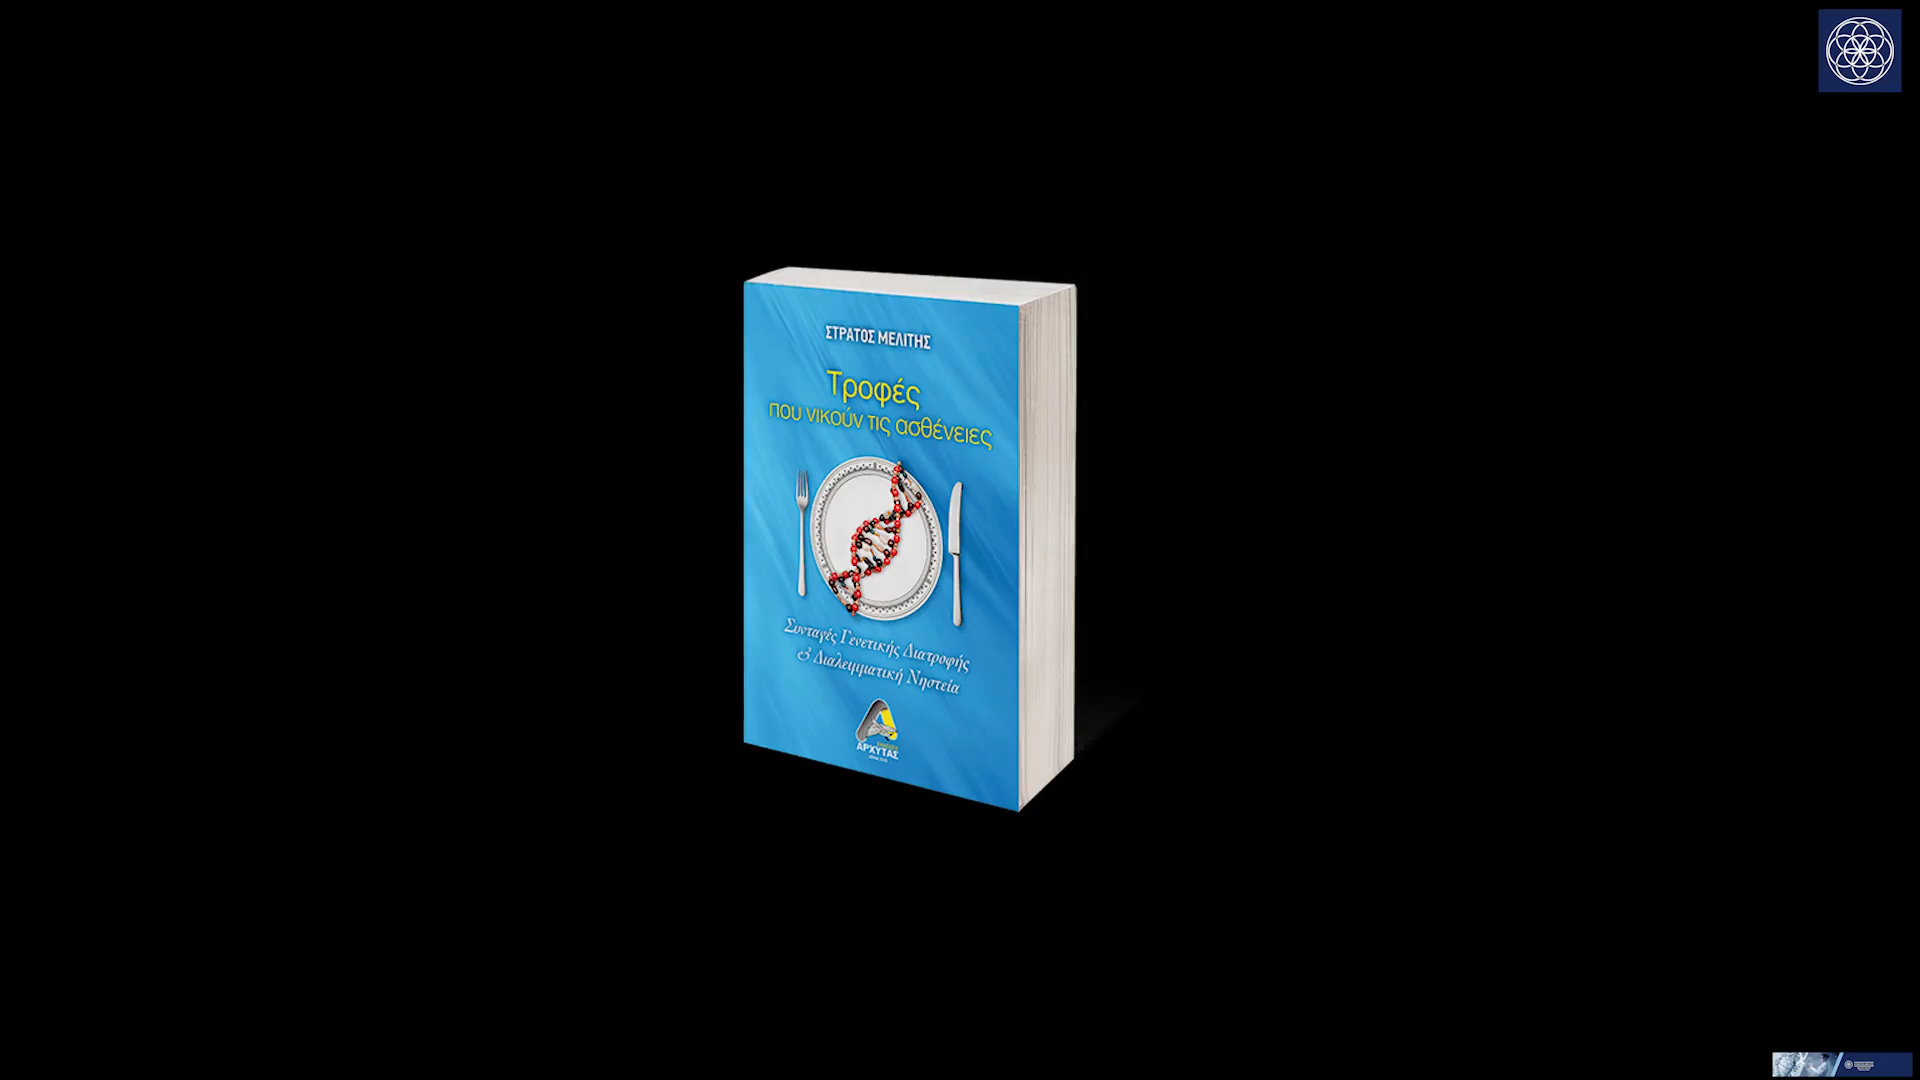 ΣΤΡΑΤΟΣ ΜΕΛΙΤΗΣ
Τροφές
που νικούν τις ασθένειες
Συνταγές Γενετικής Διατροφής
& Διαλειμματική Νηστεία
ΑΡΧΥΤΑΣ